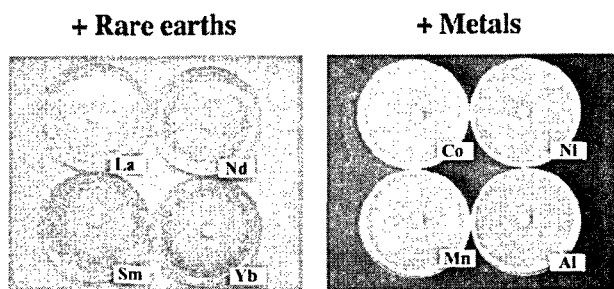 + Rare earths
+ Metals
La
Nd
Sm
Yb
Co
Ni
Mn
Al